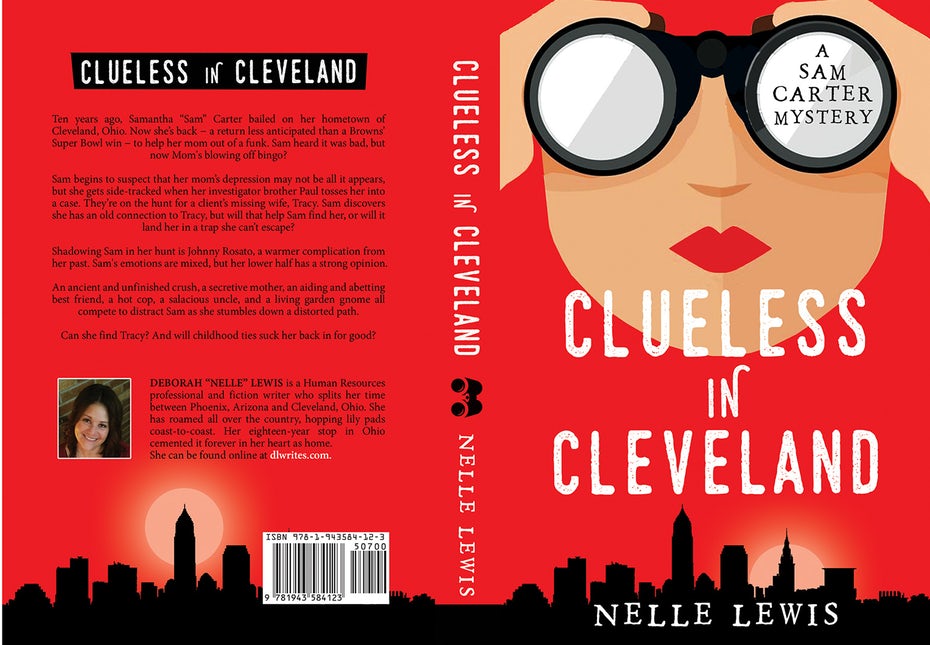 CLUELESS IN CLEVELAND
Ten years ago, Samantha “Sam” Carter bailed on her hometown of
Cleveland, Ohio. Now she’s back – a return less anticipated than a Browns’
Super Bowl win – to help her mom out of a funk. Sam heard it was bad, but
now Mom’s blowing off bingo?
Sam begins to suspect that her mom’s depression may not be all it appears,
but she gets side-tracked when her investigator brother Paul tosses her into
a case. They’re on the hunt for a client’s missing wife, Tracy. Sam discovers
she has an old connection to Tracy, but will that help Sam find her, or will it
land her in a trap she can’t escape?
Shadowing Sam in her hunt is Johnny Rosato, a warmer complication from
her past. Sam’s emotions are mixed, but her lower half has a strong opinion.
An ancient and unfinished crush, a secretive mother, an aiding and abetting
best friend, a hot cop, a salacious uncle, and a living garden gnome all
compete to distract Sam as she stumbles down a distorted path.
Can she find Tracy? And will childhood ties suck her back in for good?
DEBORAH “NELLE” LEWIS is a Human Resources
professional and fiction writer who splits her time
between Phoenix, Arizona and Cleveland, Ohio. She
has roamed all over the country, hopping lily pads
coast-to-coast. Her eighteen-year stop in Ohio
cemented it forever in her heart as home.
She can be found online at dlwrites.com.
ISBN 978-1-943584-12-3
50700
9 781943 584123
CLUELESS IN CLEVELAND
NELLE LEWIS
A
SAM
CARTER
MYSTERY
CLUELESS
IN
CLEVELAND
NELLE LEWIS